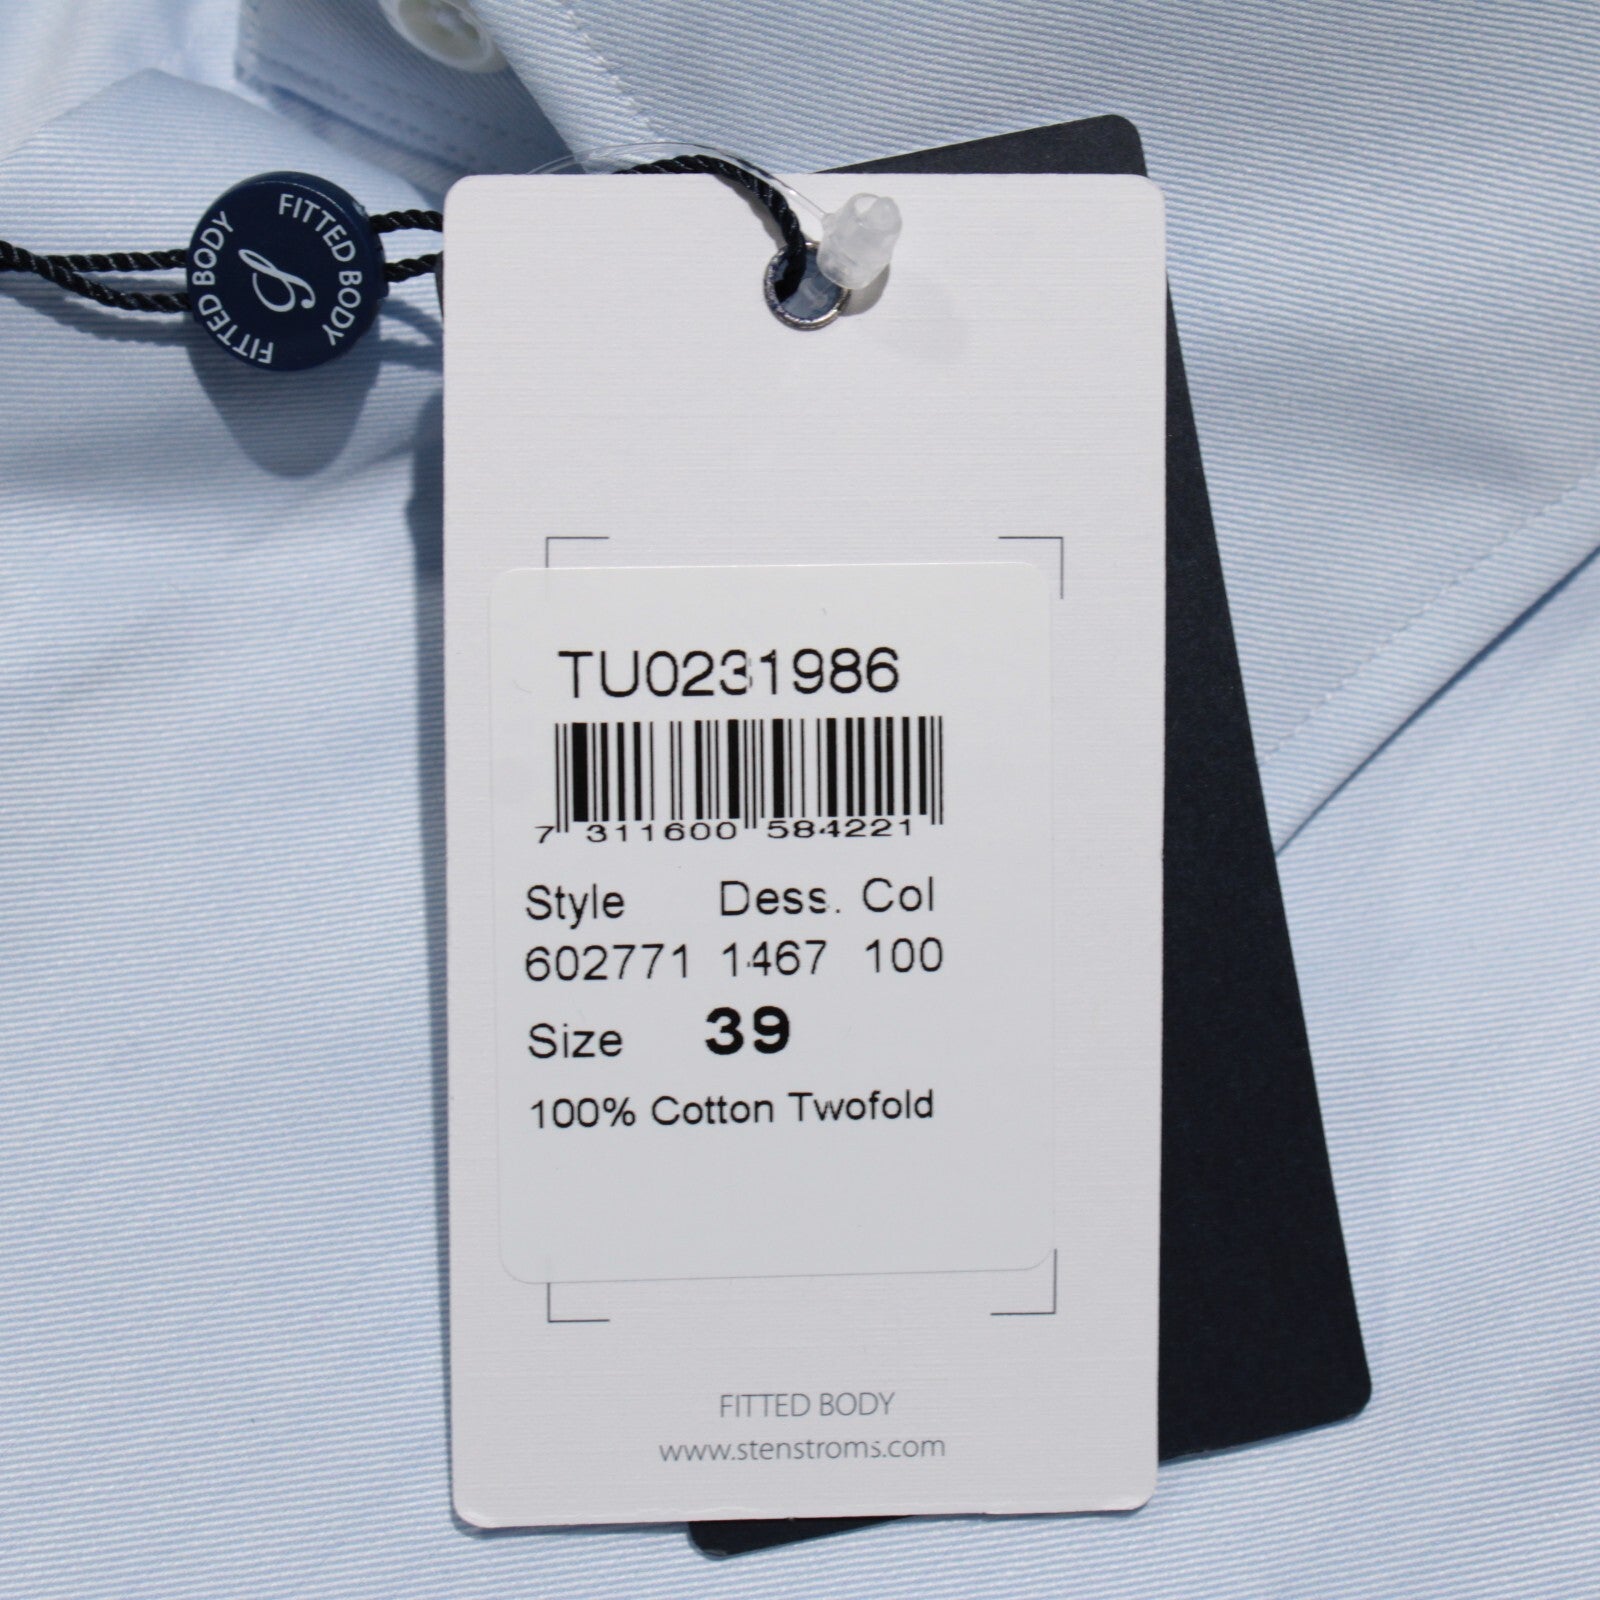 FITTED BODY
FITTED BODY
TU0231986
7 311600 584221
Style Dess. Col
602771 1467 100
Size 39
100% Cotton Twofold
FITTED BODY
www.stenstroms.com